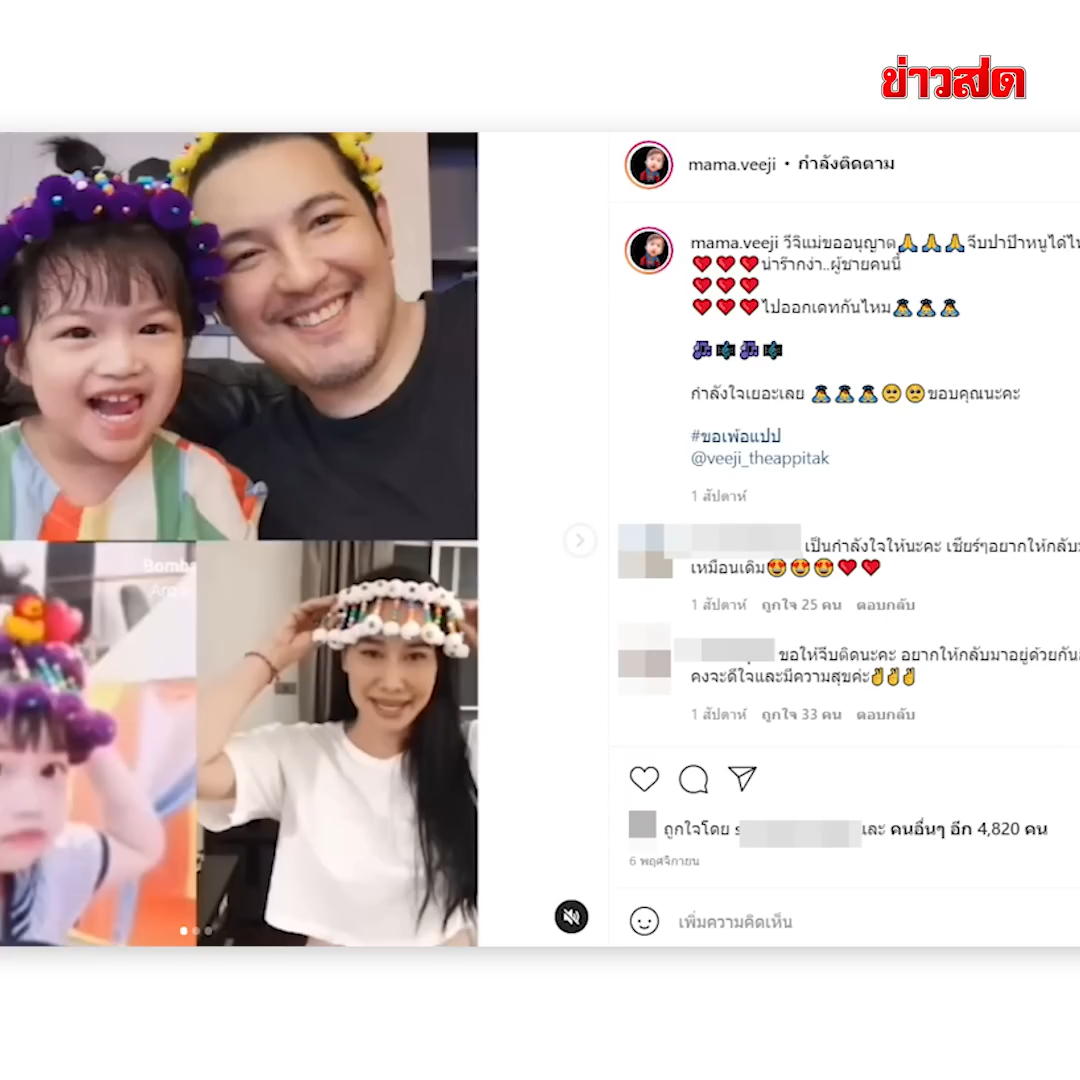 ข่าวสด
mama.veeji • กำลังติดตาม
mama.veeji วีจิแม่ขออนุญาต🙏🙏🙏จีบปาป๊าหนูได้ไ
❤️❤️❤️น่าร๊ากง่า..ผู้ชายคนนี้
❤️❤️❤️
❤️❤️❤️ไปออกเดทกันไหม
กำลังใจเยอะเลย 🥺🥺ขอบคุณนะคะ
#ขอเพ้อแปป
@veeji_theappitak
1 สัปดาห์
เป็นกำลังใจให้นะคะ เชียร์ๆอยากให้กลับ
เหมือนเดิม😍😍😍❤️❤️
1 สัปดาห์ ถูกใจ 25 คน ตอบกลับ
ขอให้จีบติดนะคะ อยากให้กลับมาอยู่ด้วยกัน
คงจะดีใจและมีความสุขค่ะ✌️✌️✌️
1 สัปดาห์ ถูกใจ 33 คน ตอบกลับ
ถูกใจโดย และ คนอื่นๆ อีก 4,820 คน
6 พฤศจิกายน
เพิ่มความคิดเห็น
Bomb